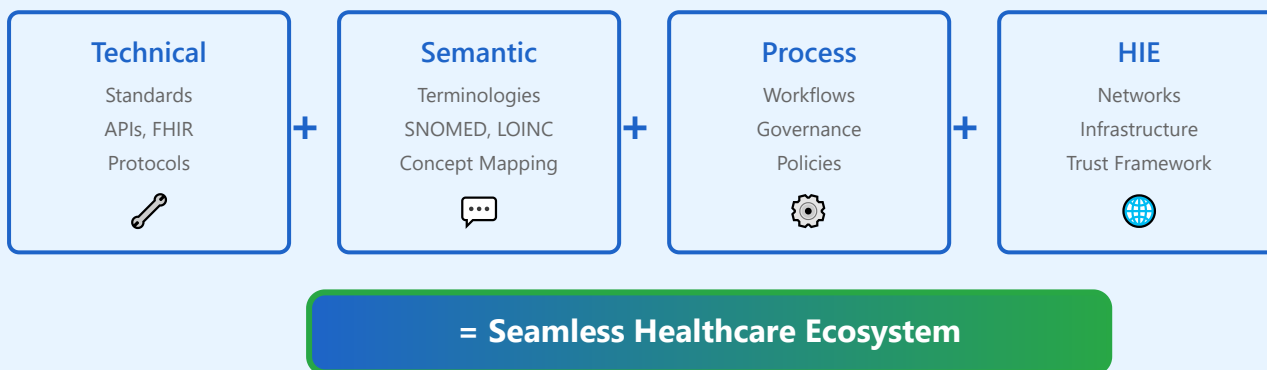 Technical
Standards
APIs, FHIR
Protocols
+
Semantic
Terminologies
SNOMED, LOINC
Concept Mapping
+
Process
Workflows
Governance
Policies
+
HIE
Networks
Infrastructure
Trust Framework
= Seamless Healthcare Ecosystem